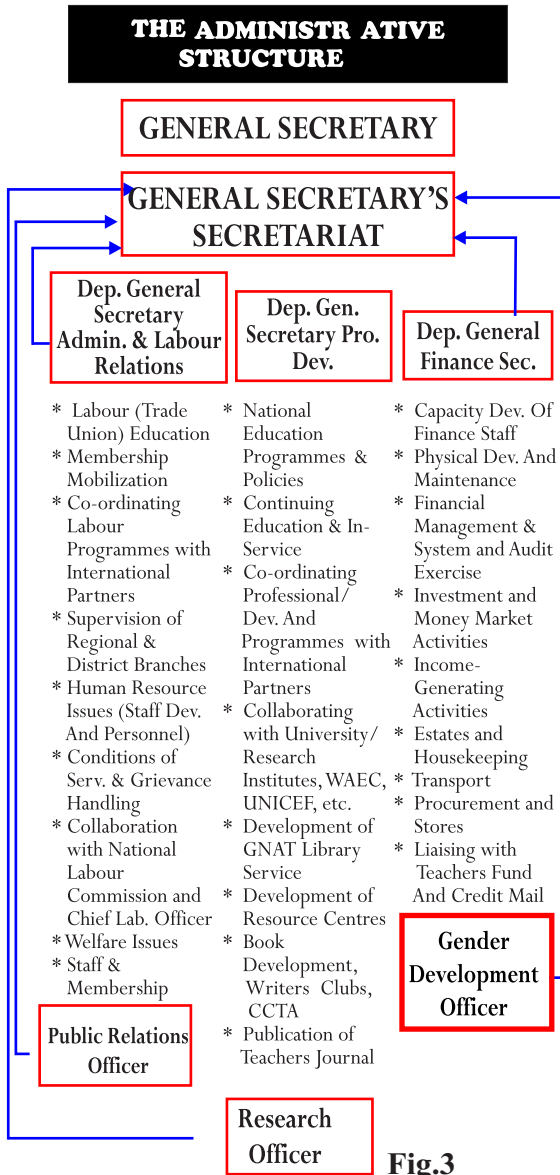 THE ADMINISTR ATIVE
STRUCTURE
GENERAL SECRETARY
GENERAL SECRETARY'S
SECRETARIAT
Dep. General
Secretary
Admin. & Labour
Relations
* Labour (Trade
Union) Education
* Membership
Mobilization
* Co-ordinating
Labour
Programmes with
International
Partners
* Supervision of
Regional &
District Branches
* Human Resource
Issues (Staff Dev.
And Personnel)
* Conditions of
Serv. & Grievance
Handling
* Collaboration
with National
Labour
Commission and
Chief Lab. Officer
* Welfare Issues
* Staff &
Membership
Public Relations
Officer
Dep. Gen.
Secretary Pro.
Dev.
* National
Education
Programmes &
Policies
* Continuing
Education & In-
Service
* Co-ordinating
Professional/
Dev. And
Programmes with
International
Partners
* Collaborating
with University/
Research
Institutes, WAEC,
UNICEF, etc.
* Development of
GNAT Library
Service
* Development of
Resource Centres
* Book
Development,
Writers Clubs,
CCTA
* Publication of
Teachers Journal
Research
Officer
Dep. General
Finance Sec.
* Capacity Dev. Of
Finance Staff
* Physical Dev. And
Maintenance
* Financial
Management &
System and Audit
Exercise
* Investment and
Money Market
Activities
* Income-
Generating
Activities
* Estates and
Housekeeping
* Transport
* Procurement and
Stores
* Liaising with
Teachers Fund
And Credit Mail
Gender
Development
Officer
Fig.3